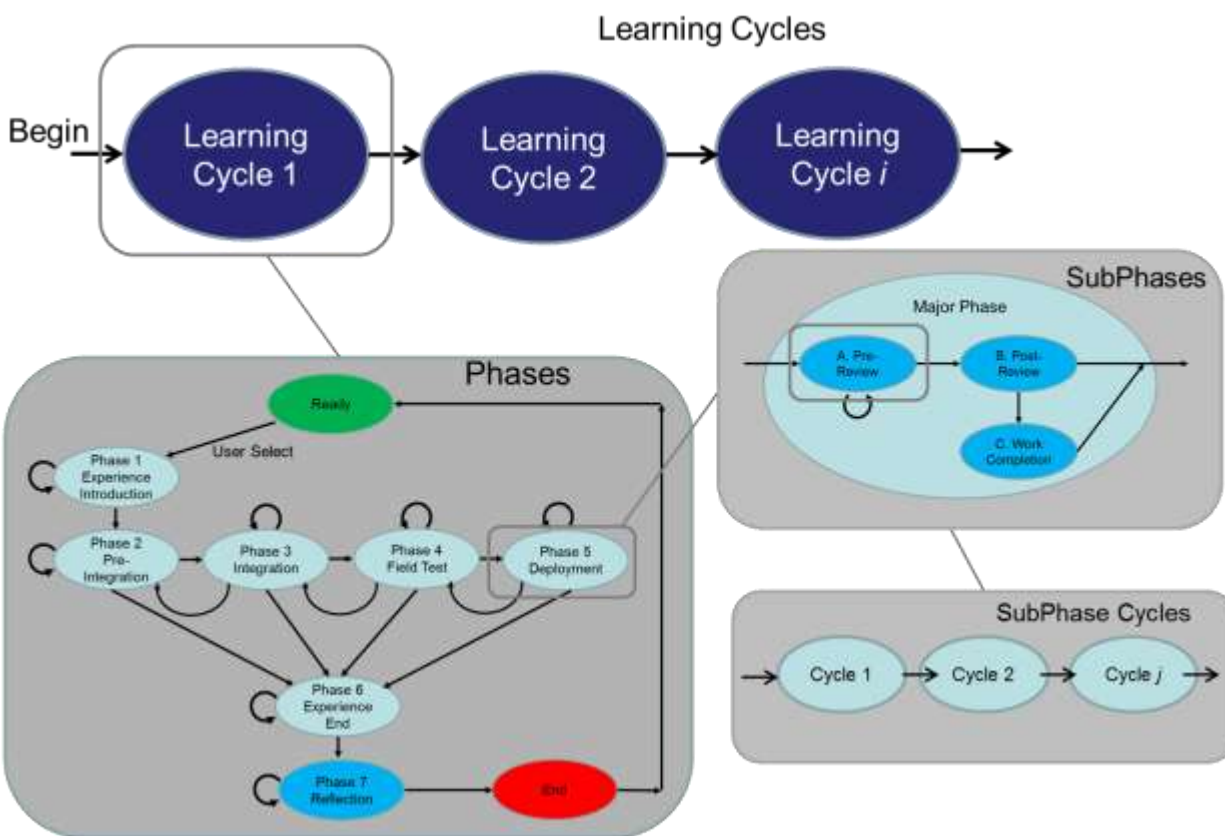 Learning Cycles
Begin
Learning
Cycle 1
Learning
Cycle 2
Learning
Cycle i
SubPhases
Major Phase
A. Pre-
Review
B. Post-
Review
C. Work
Completion
Phases
Ready
User Select
Phase 1
Experience
Introduction
Phase 2
Pre-
Integration
Phase 3
Integration
Phase 4
Field Test
Phase 5
Deployment
Phase 6
Experience
End
Phase 7
Reflection
End
SubPhase Cycles
Cycle 1
Cycle 2
Cycle j